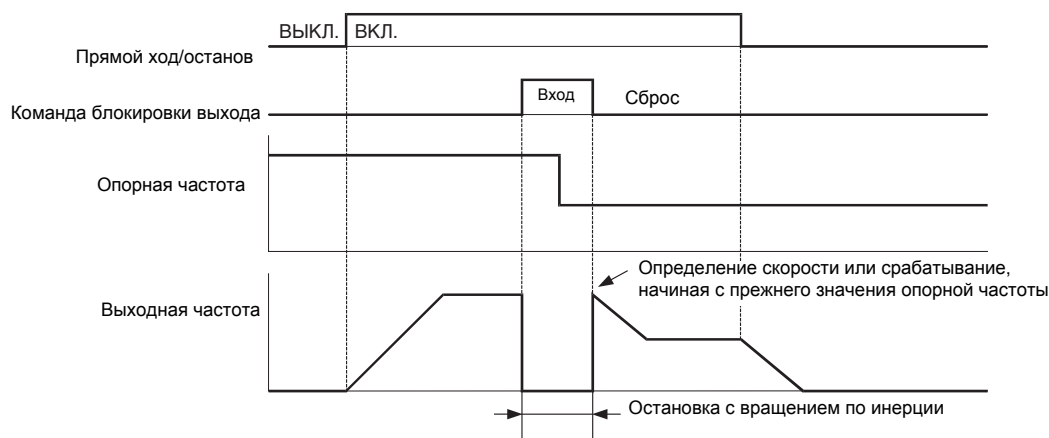 ВЫКЛ. ВКЛ.
Прямой ход/останов
Вход
Сброс
Команда блокировки выхода
Опорная частота
Определение скорости или срабатывание,
начиная с прежнего значения опорной частоты
Выходная частота
Остановка с вращением по инерции